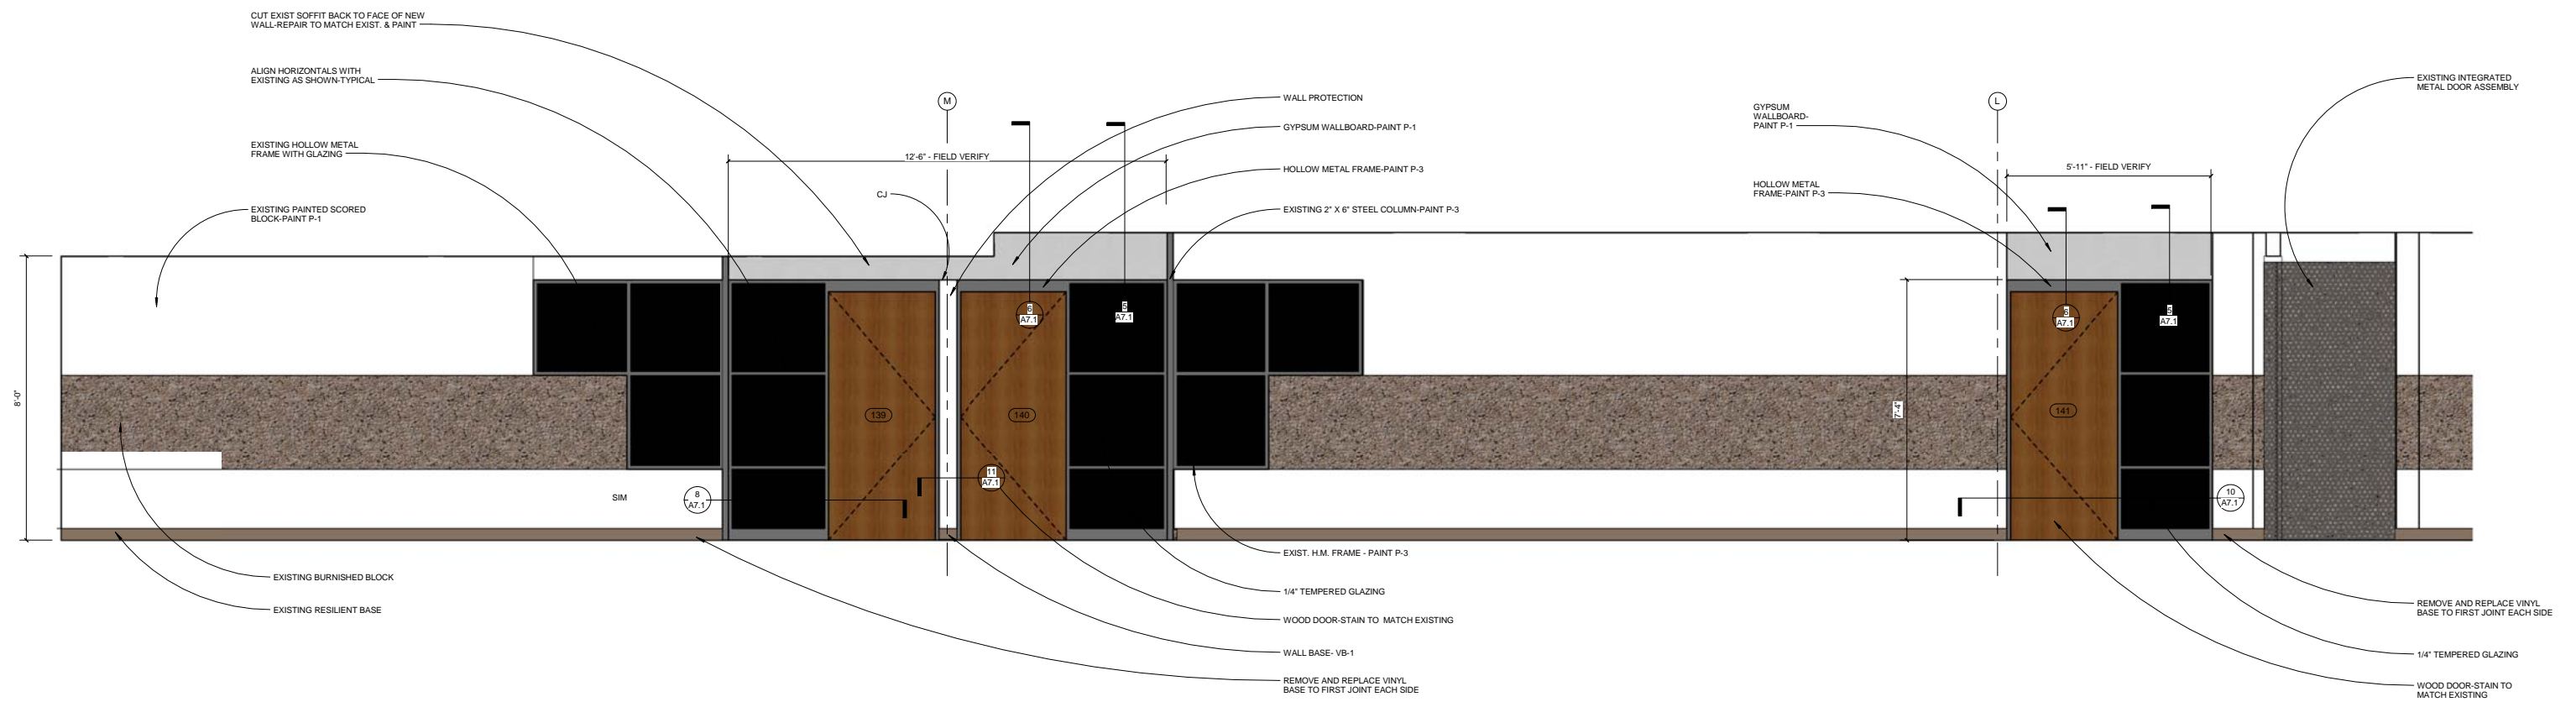 CUT EXIST SOFFIT BACK TO FACE OF NEW
WALL-REPAIR TO MATCH EXIST. & PAINT
ALIGN HORIZONTALS WITH
EXISTING AS SHOWN-TYPICAL
EXISTING HOLLOW METAL
FRAME WITH GLAZING
EXISTING PAINTED SCORED
BLOCK-PAINT P-1
8'-0"
EXISTING BURNISHED BLOCK
EXISTING RESILIENT BASE
M
12'-6" - FIELD VERIFY
CJ
WALL PROTECTION
GYPSUM WALLBOARD-PAINT P-1
HOLLOW METAL FRAME-PAINT P-3
EXISTING 2" X 6" STEEL COLUMN-PAINT P-3
6
A7.1
5
A7.1
139
140
11
A7.1
SIM
8
A7.1
EXIST. H.M. FRAME - PAINT P-3
1/4" TEMPERED GLAZING
WOOD DOOR-STAIN TO MATCH EXISTING
WALL BASE- VB-1
REMOVE AND REPLACE VINYL
BASE TO FIRST JOINT EACH SIDE
L
GYPSUM
WALLBOARD-
PAINT P-1
HOLLOW METAL
FRAME-PAINT P-3
5'-11" - FIELD VERIFY
EXISTING INTEGRATED
METAL DOOR ASSEMBLY
7'-4"
6
A7.1
5
A7.1
141
10
A7.1
REMOVE AND REPLACE VINYL
BASE TO FIRST JOINT EACH SIDE
1/4" TEMPERED GLAZING
WOOD DOOR-STAIN TO
MATCH EXISTING